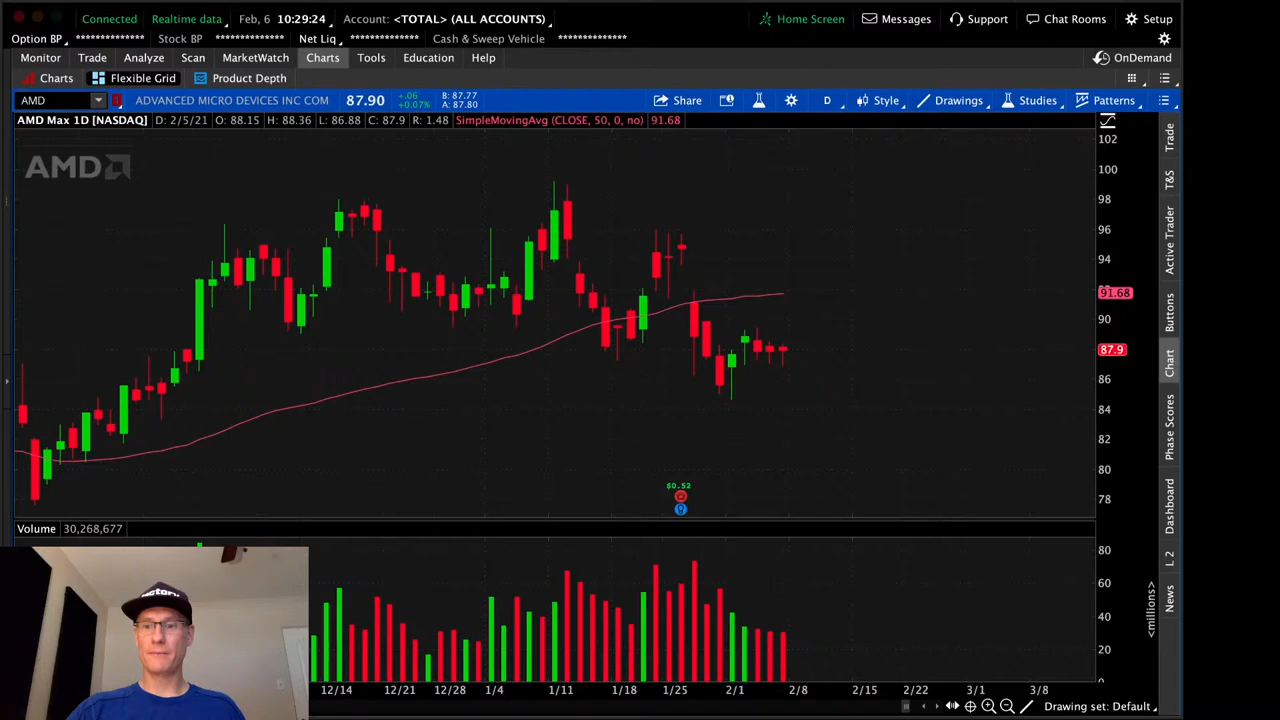 Connected Realtime data Feb, 6 10:29:24 Account: <TOTAL> (ALL ACCOUNTS) Home Screen Messages Support Chat Rooms Setup
Option BP ************** Stock BP ************** Net Liq ************** Cash & Sweep Vehicle **************
Monitor Trade Analyze Scan MarketWatch Charts Tools Education Help OnDemand
Charts Flexible Grid Product Depth
AMD ADVANCED MICRO DEVICES INC COM 87.90 +.06 +0.07% B: 87.77 A: 87.80 Share D Style Drawings Studies Patterns
AMD Max 1D [NASDAQ] D: 2/5/21 O: 88.15 H: 88.36 L: 86.88 C: 87.9 R: 1.48 SimpleMovingAvg (CLOSE, 50, 0, no) 91.68
AMD
102
100
98
96
94
91.68
90
87.9
86
84
82
80
78
$0.52
Volume 30,268,677
80
60
40
20
0
<millions>
12/14 12/21 12/28 1/4 1/11 1/18 1/25 2/1 2/8 2/15 2/22 3/1 3/8
Drawing set: Default
Trade
T&S
Active Trader
Buttons
Chart
Phase Scores
Dashboard
L 2
News